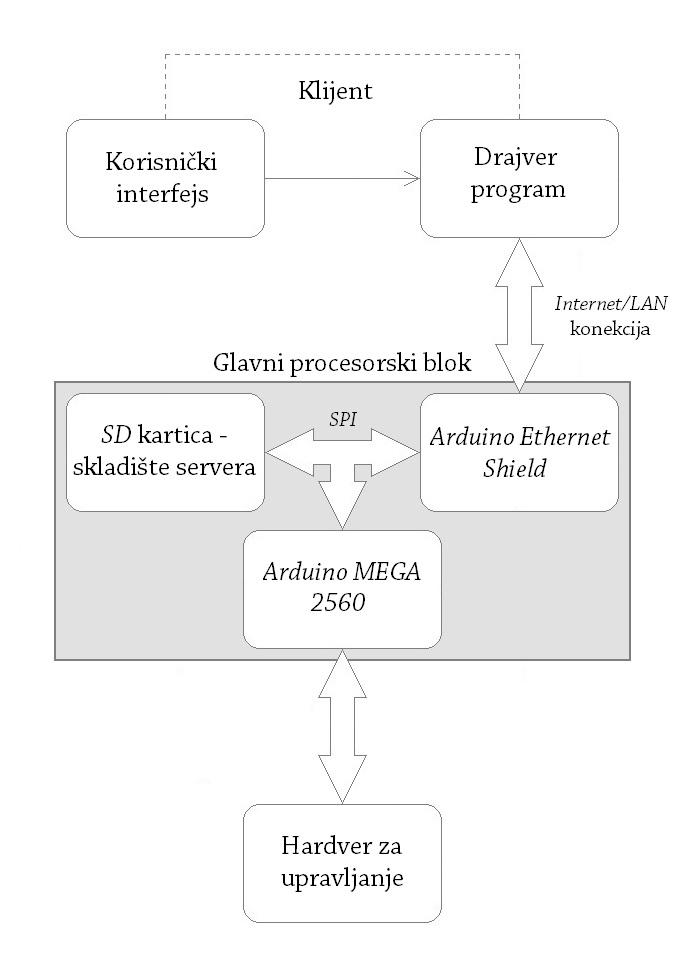 Klijent
Korisnički
interfejs
Drajver
program
Internet/LAN
konekcija
Glavni procesorski blok
SD kartica -
skladište servera
SPI
Arduino Ethernet
Shield
Arduino MEGA
2560
Hardver za
upravljanje